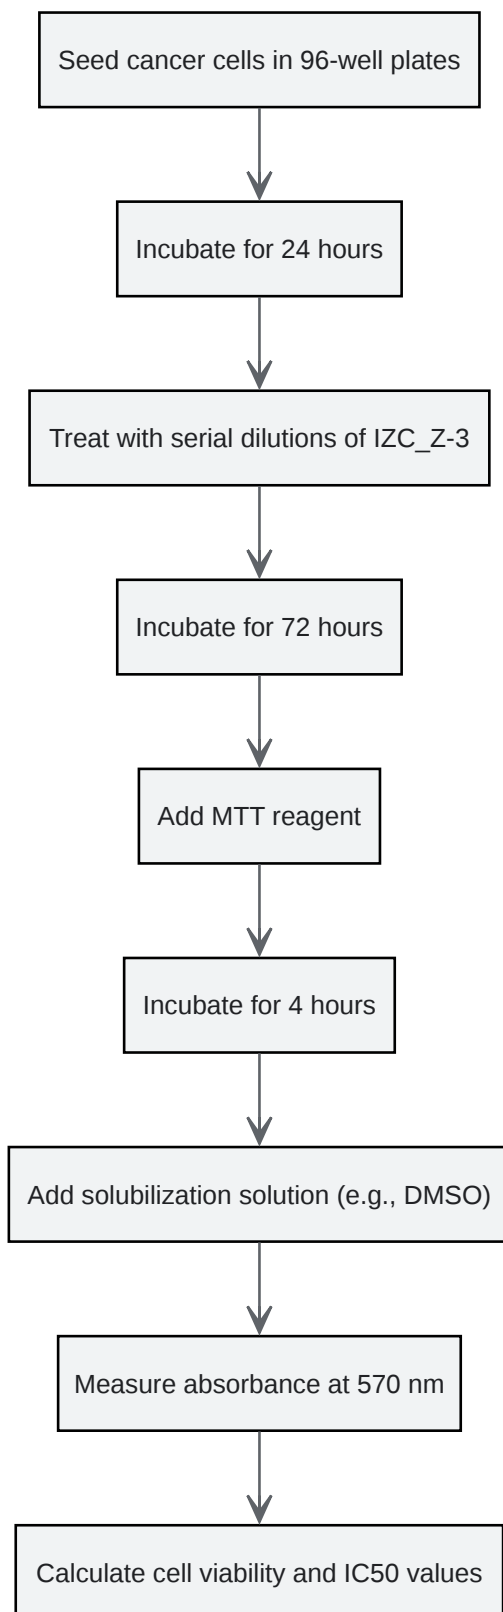 Seed cancer cells in 96-well plates
Incubate for 24 hours
Treat with serial dilutions of IZC_Z-3
Incubate for 72 hours
Add MTT reagent
Incubate for 4 hours
Add solubilization solution (e.g., DMSO)
Measure absorbance at 570 nm
Calculate cell viability and IC50 values